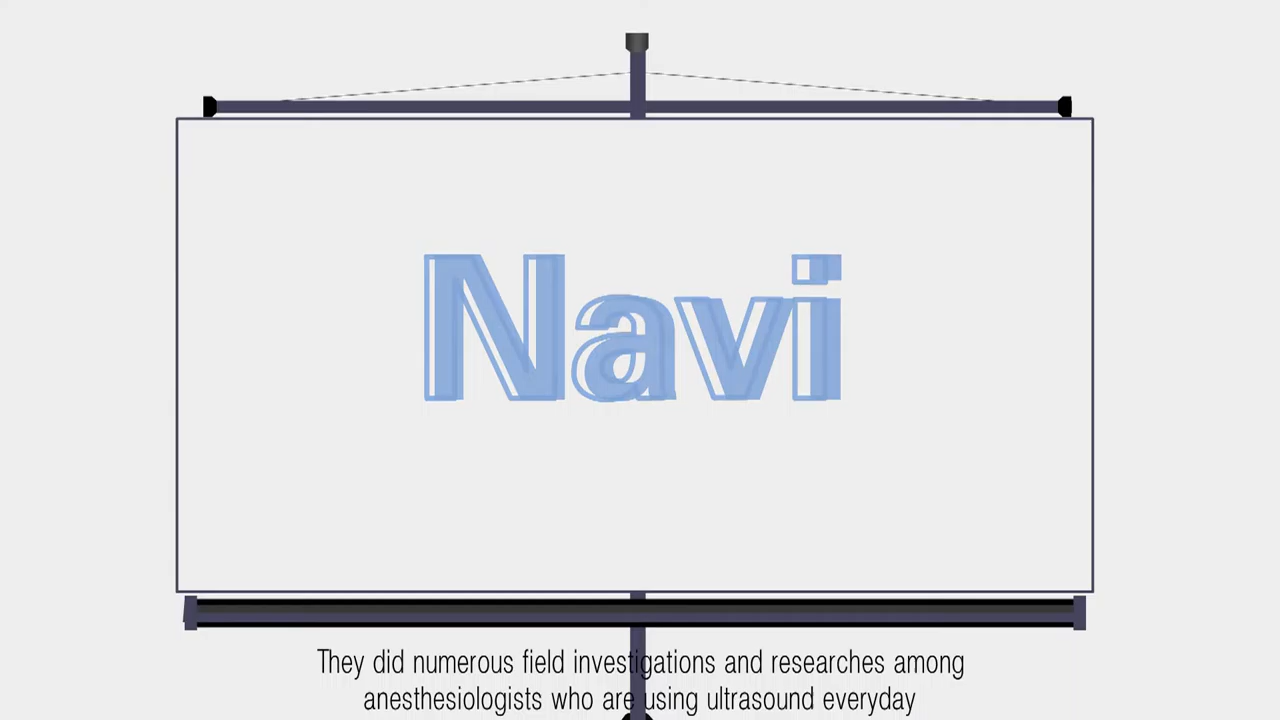 Navi
They did numerous field investigations and researches among
anesthesiologists who are using ultrasound everyday